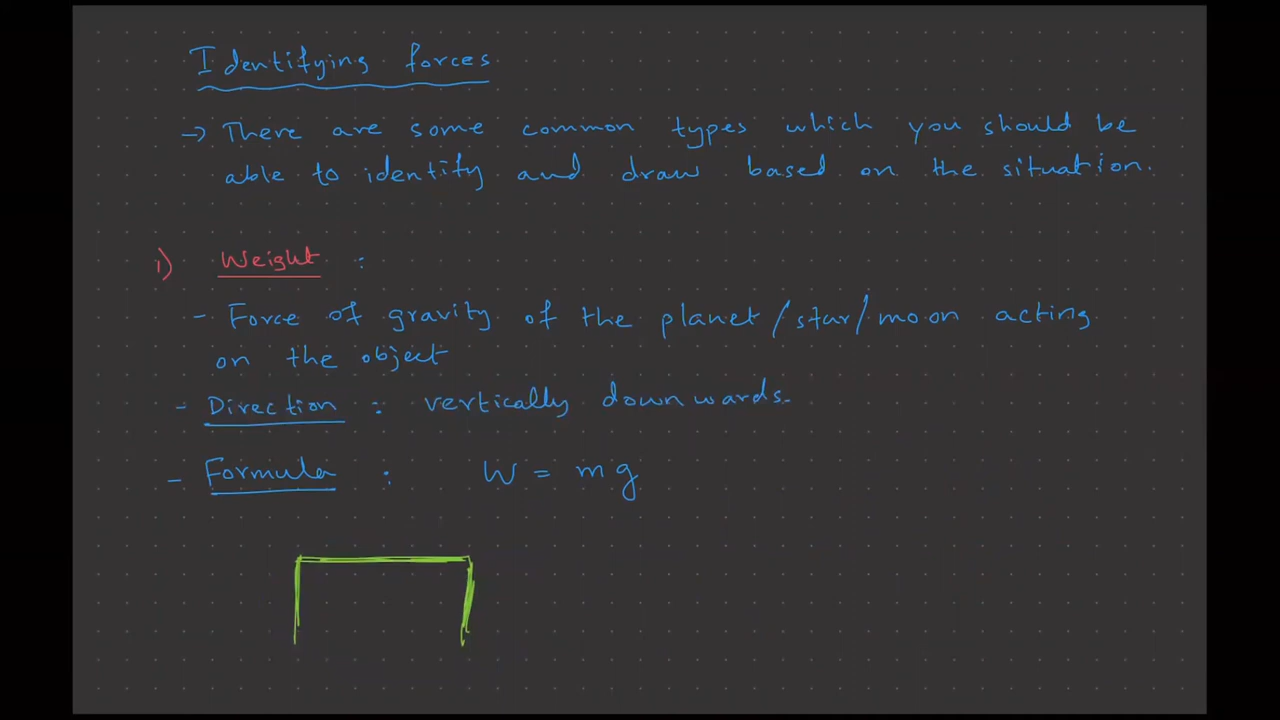 Identifying forces
→ There are some common types which you should be
able to identify and draw based on the situation.
1) Weight :
- Force of gravity of the planet/star/moon acting
on the object
- Direction : vertically downwards.
- Formula : W = mg